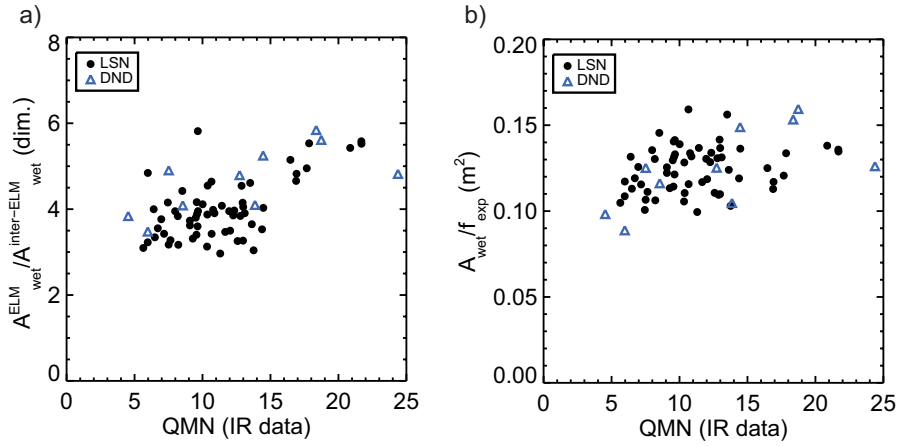 a)
8
6
4
2
0
A^ELM_wet/A^inter-ELM_wet (dim.)
LSN
DND
0 5 10 15 20 25
QMN (IR data)
b)
0.20
0.15
0.10
0.05
0.00
A_wet/f_exp (m²)
LSN
DND
0 5 10 15 20 25
QMN (IR data)